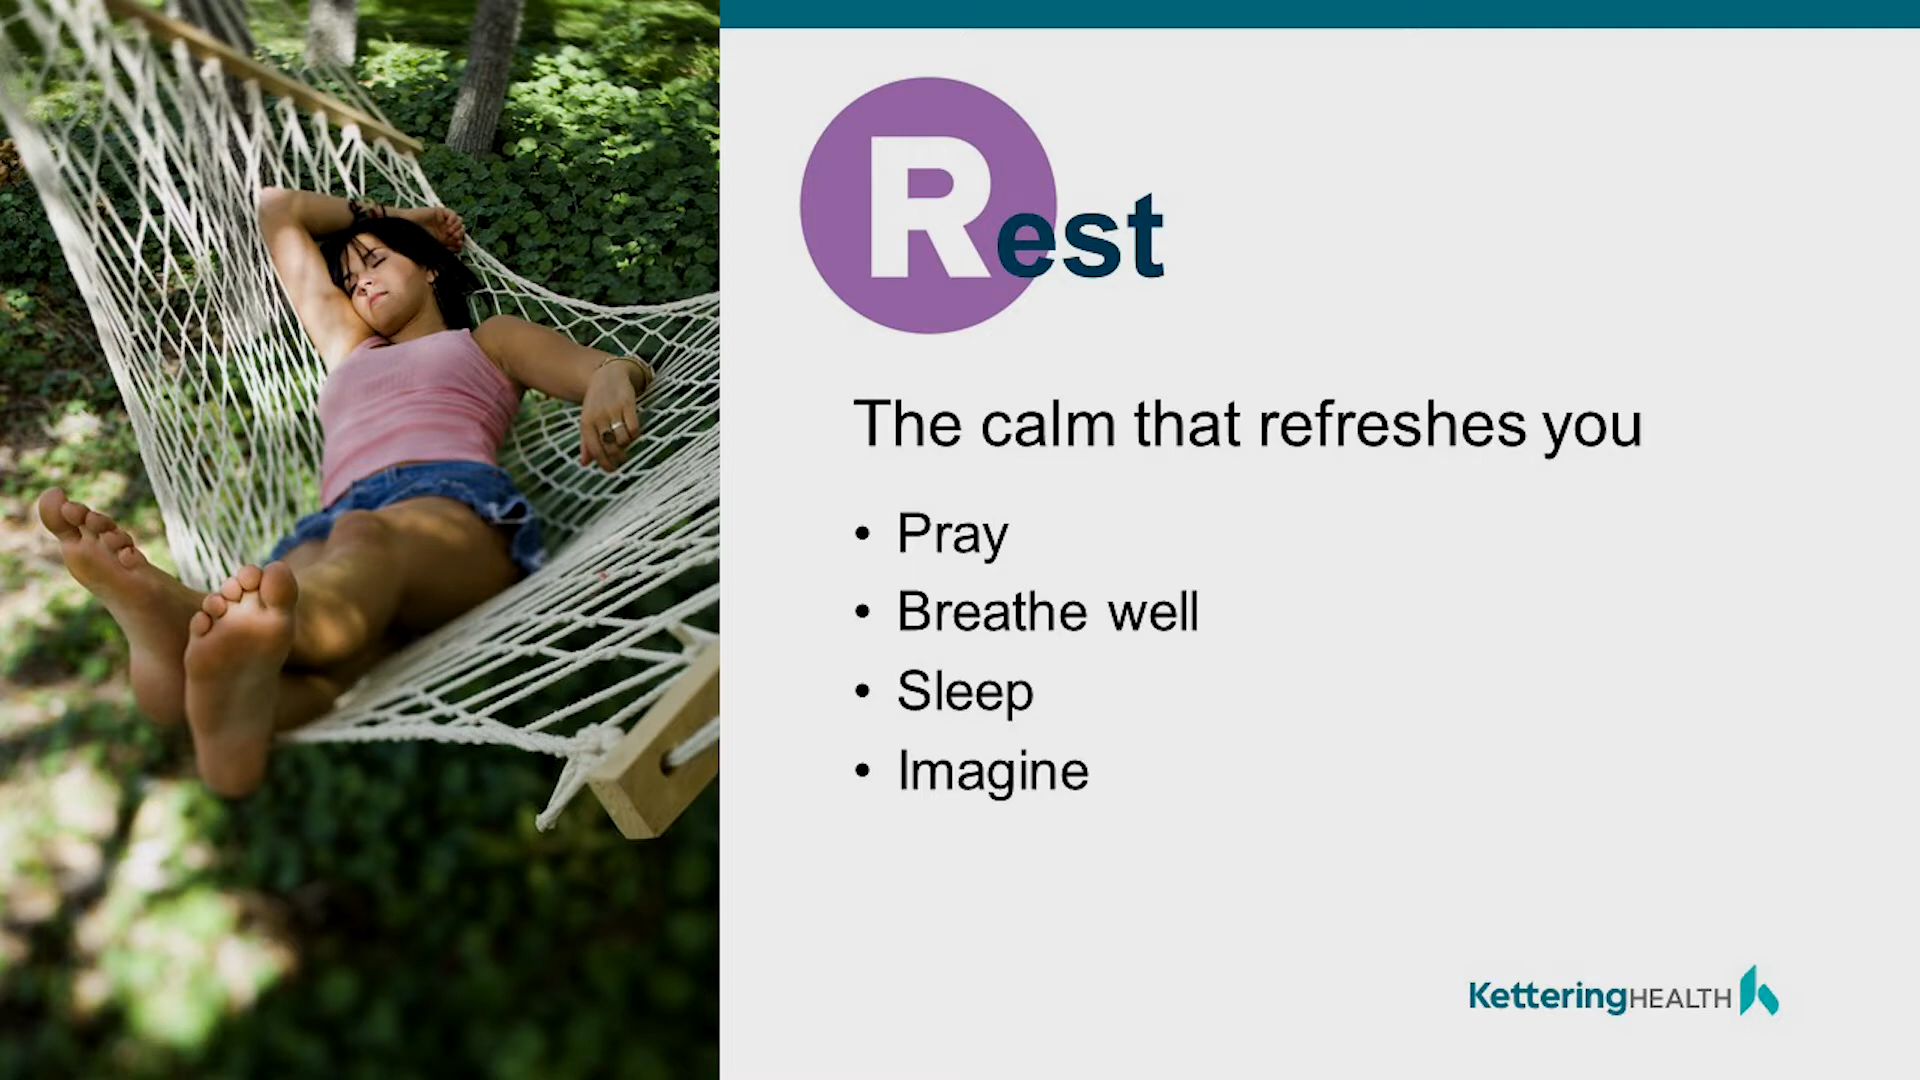 Rest
The calm that refreshes you
• Pray
• Breathe well
• Sleep
• Imagine
KetteringHEALTH